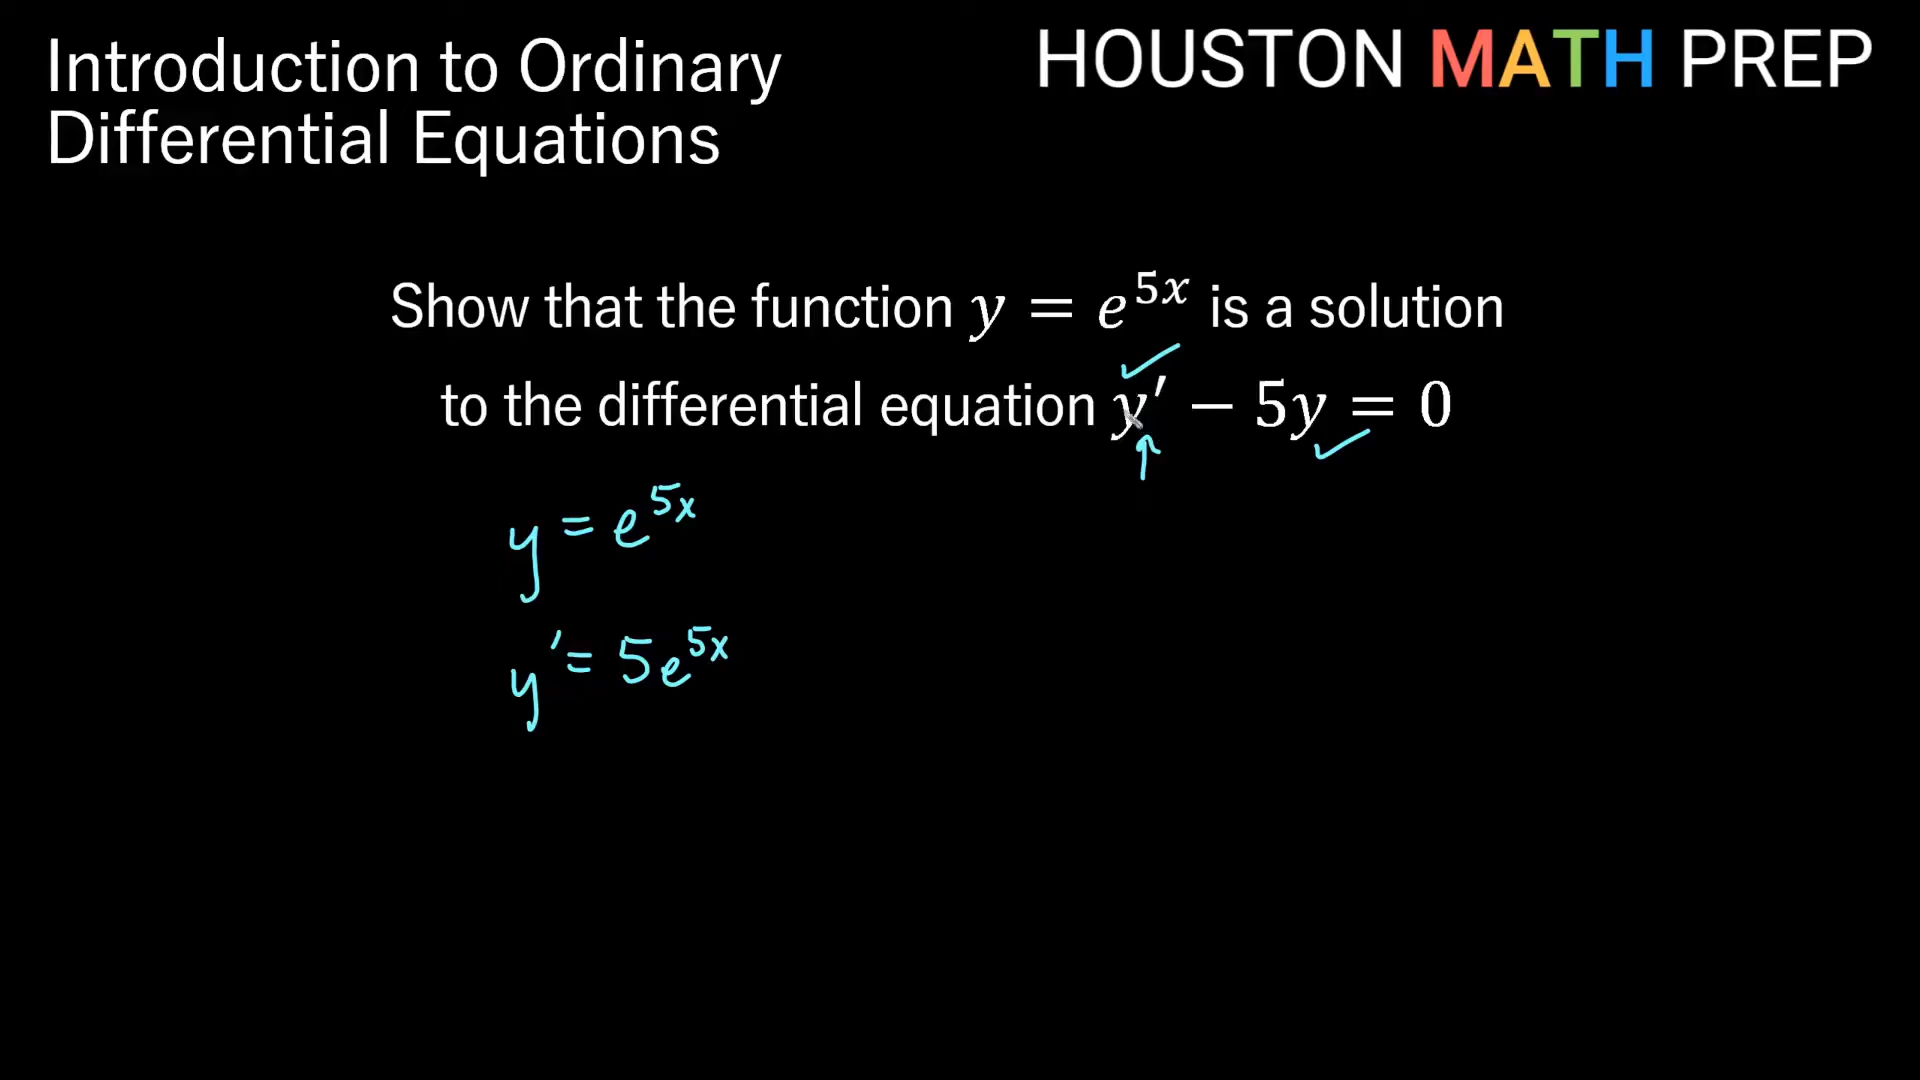 Introduction to Ordinary
Differential Equations
HOUSTON MATH PREP
Show that the function y = e^{5x} is a solution
to the differential equation y′ − 5y = 0
y = e^{5x}
y′ = 5e^{5x}